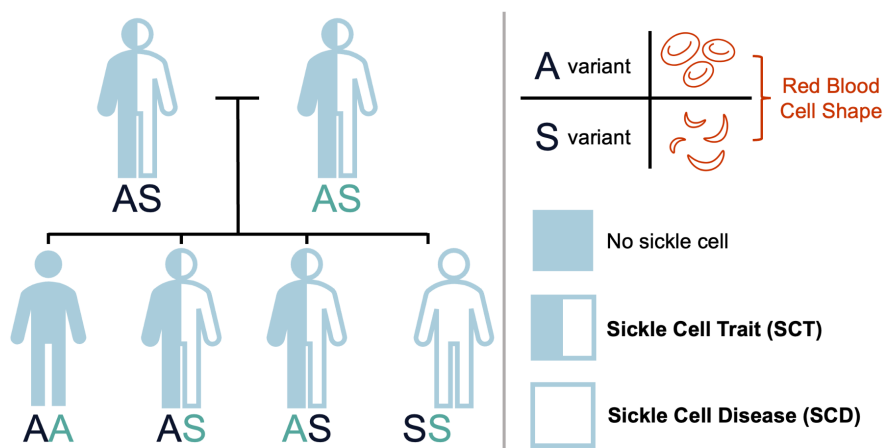 AS
AS
AA
AS
AS
SS
A variant
S variant
Red Blood
Cell Shape
No sickle cell
Sickle Cell Trait (SCT)
Sickle Cell Disease (SCD)